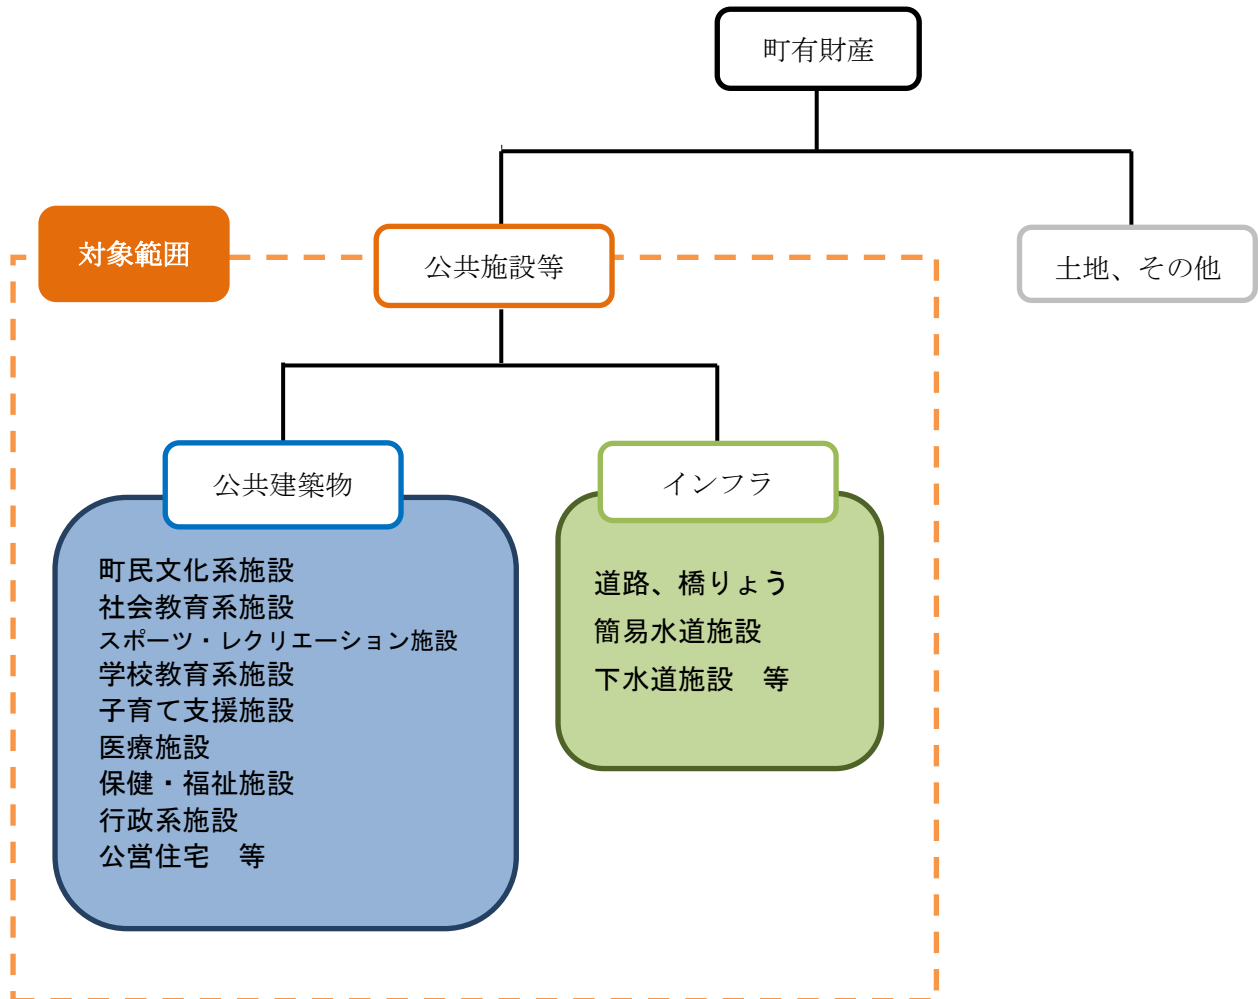 町有財産
対象範囲
公共施設等
土地、その他
公共建築物
インフラ
町民文化系施設
社会教育系施設
スポーツ・レクリエーション施設
学校教育系施設
子育て支援施設
医療施設
保健・福祉施設
行政系施設
公営住宅　等
道路、橋りょう
簡易水道施設
下水道施設　等